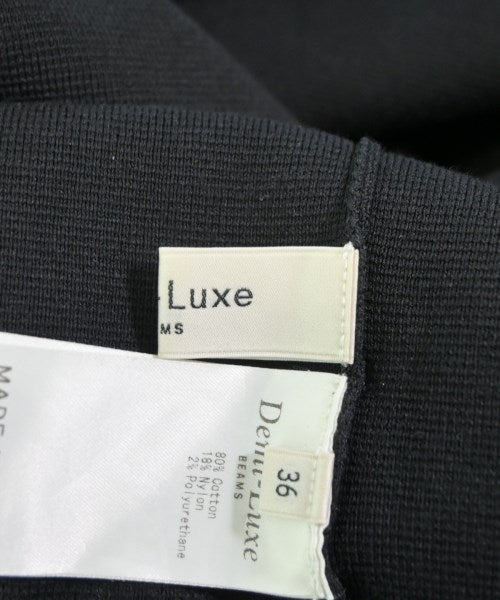 -Luxe
MS
Demi-Luxe
BEAMS
36
80% Cotton
18% Nylon
2% Polyurethane
MADE